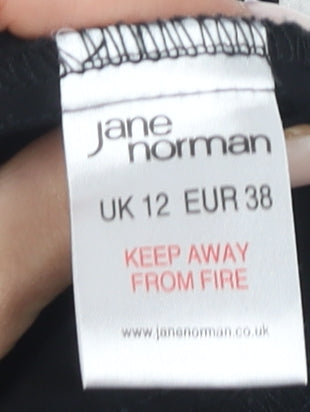 jane
norman
UK 12 EUR 38
KEEP AWAY
FROM FIRE
www.janenorman.co.uk